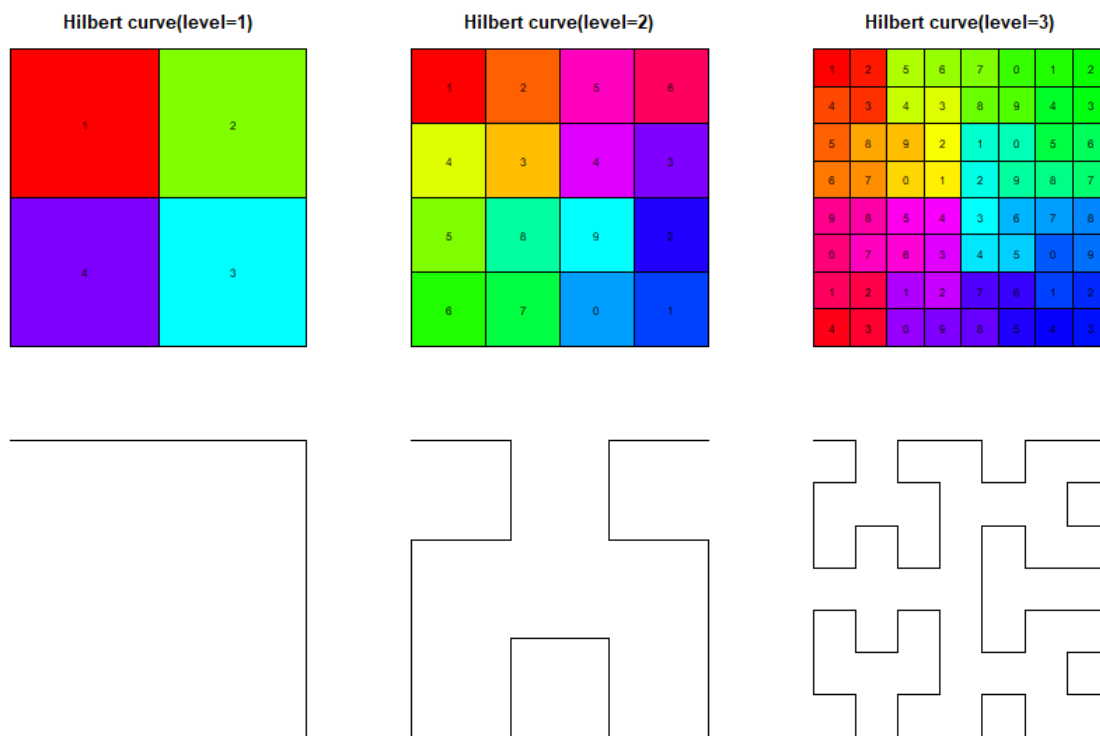 Hilbert curve(level=1)
Hilbert curve(level=2)
Hilbert curve(level=3)
1 2
4 3
1 2 5 6
4 3 4 3
5 8 9 2
6 7 0 1
1 2 5 6 7 0 1 2
4 3 4 3 8 9 4 3
5 8 9 2 1 0 5 6
6 7 0 1 2 9 8 7
9 8 5 4 3 6 7 8
0 7 6 3 4 5 0 9
1 2 1 2 7 6 1 2
4 3 0 9 8 5 4 3